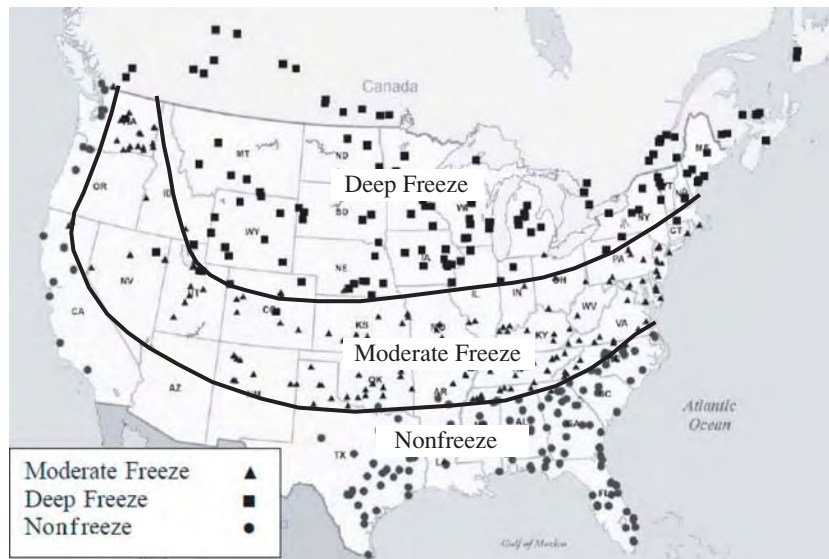 Canada
WA
MT
ND
ME
Deep Freeze
VT
OR
ID
WI
SD
WY
NY
CT
IA
NE
PA
NV
UT
IL
IN
OH
CO
WV
CA
KS
MO
KY
VA
Moderate Freeze
OK
AZ
NM
AR
SC
Atlantic
Ocean
AL
GA
Nonfreeze
TX
LA
Moderate Freeze
Deep Freeze
Nonfreeze
FL
Gulf of Mexico